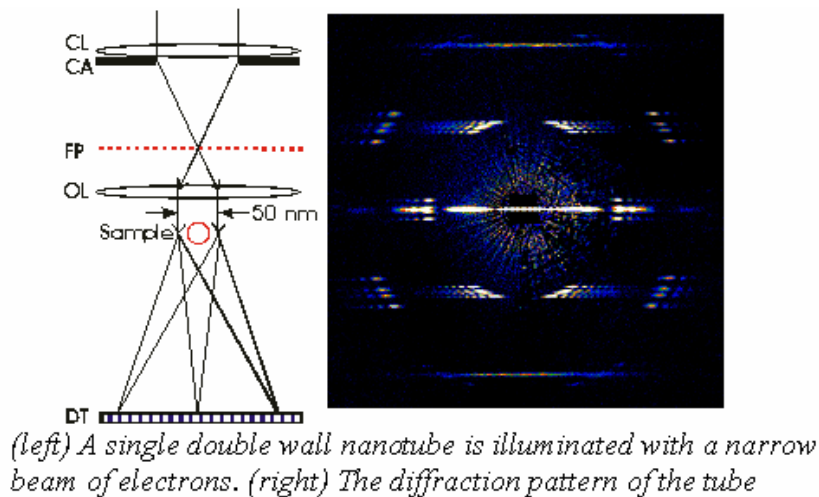 CL
CA
FP
OL
50 nm
Sample
DT
(left) A single double wall nanotube is illuminated with a narrow
beam of electrons. (right) The diffraction pattern of the tube